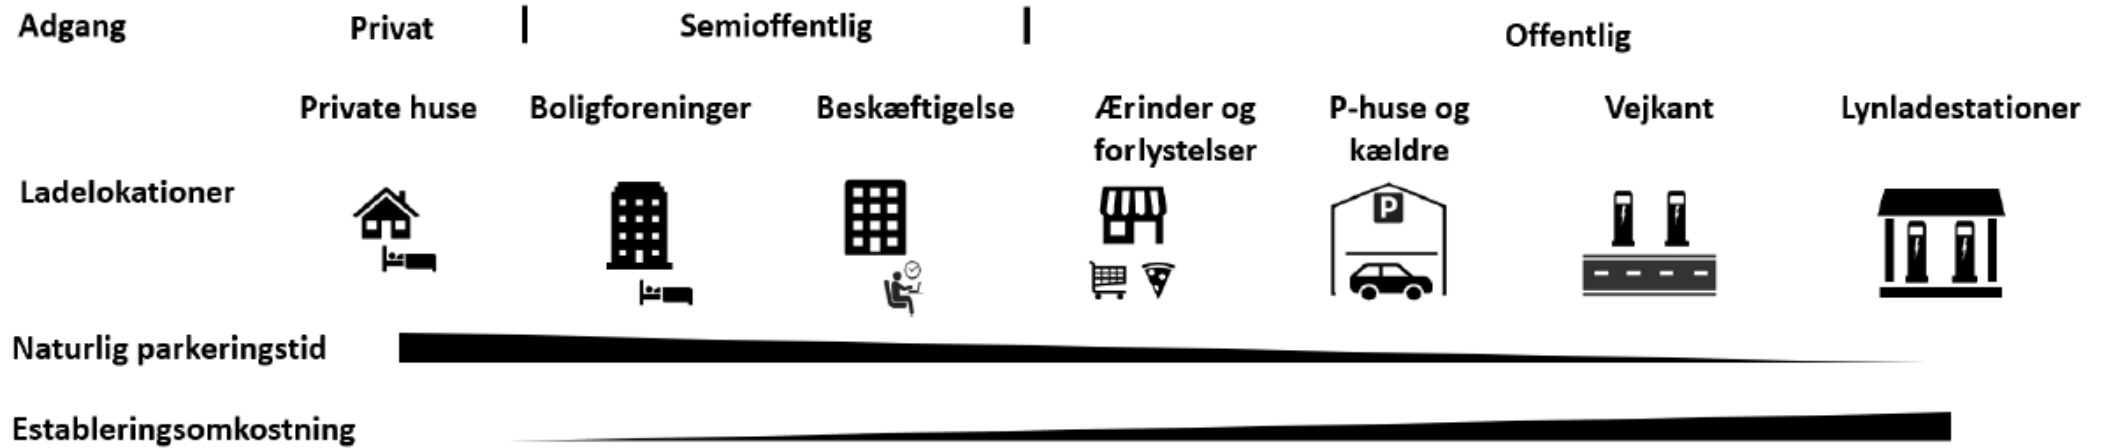 Adgang Privat Semioffentlig Offentlig
Private huse Boligforeninger Beskæftigelse Ærinder og P-huse og Vejkant Lynladestationer
forlystelser kældre
Ladelokationer
P
Naturlig parkeringstid
Etableringsomkostning